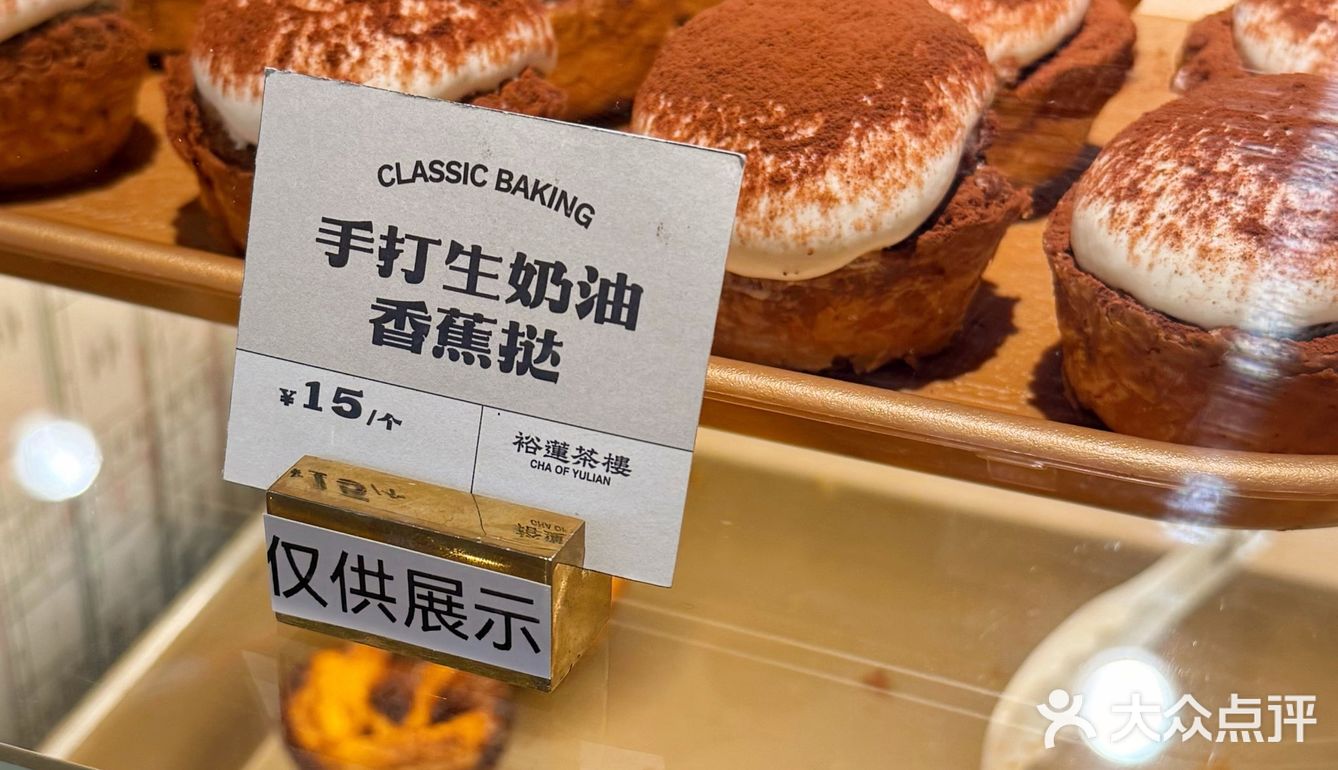 CLASSIC BAKING
手打生奶油
香蕉挞
¥15/个
裕蓮茶樓
CHA OF YULIAN
仅供展示
大众点评